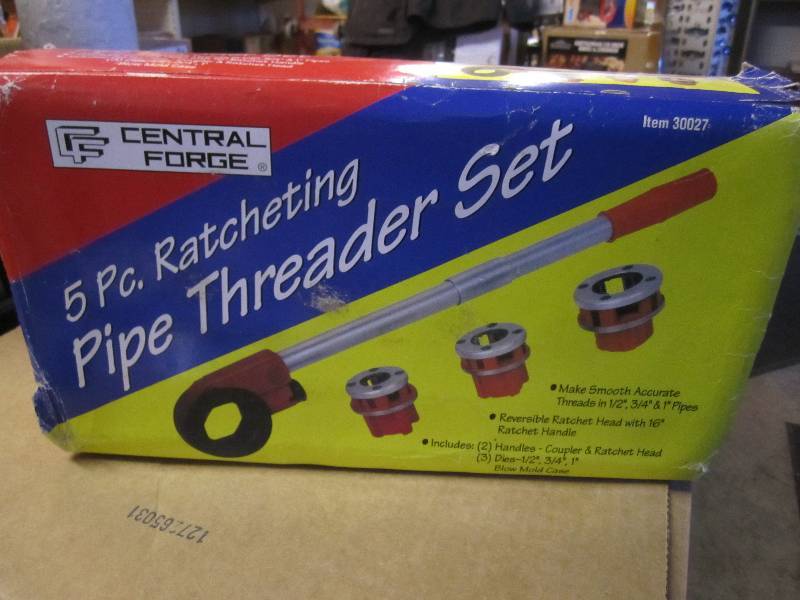 CENTRAL
FORGE ®
Item 30027
5 Pc. Ratcheting
Pipe Threader Set
•Make Smooth Accurate
Threads in 1/2", 3/4" & 1" Pipes
•Reversible Ratchet Head with 16"
Ratchet Handle
•Includes: (2) Handles - Coupler & Ratchet Head
(3) Dies-1/2", 3/4", 1"
Blow Mold Case